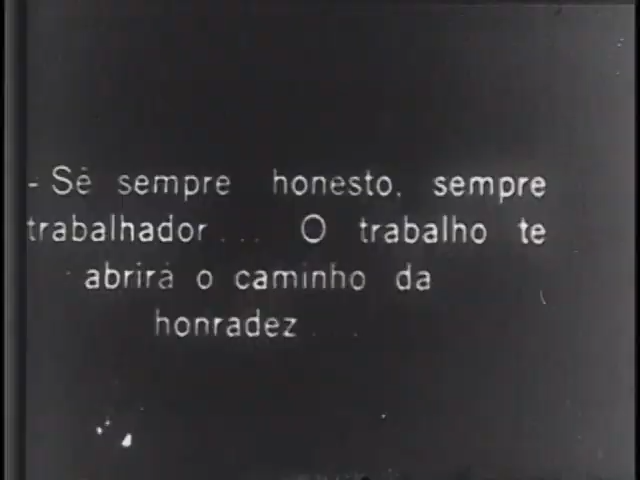 - Sê sempre honesto, sempre
trabalhador ... O trabalho te
abrirá o caminho da
honradez ...